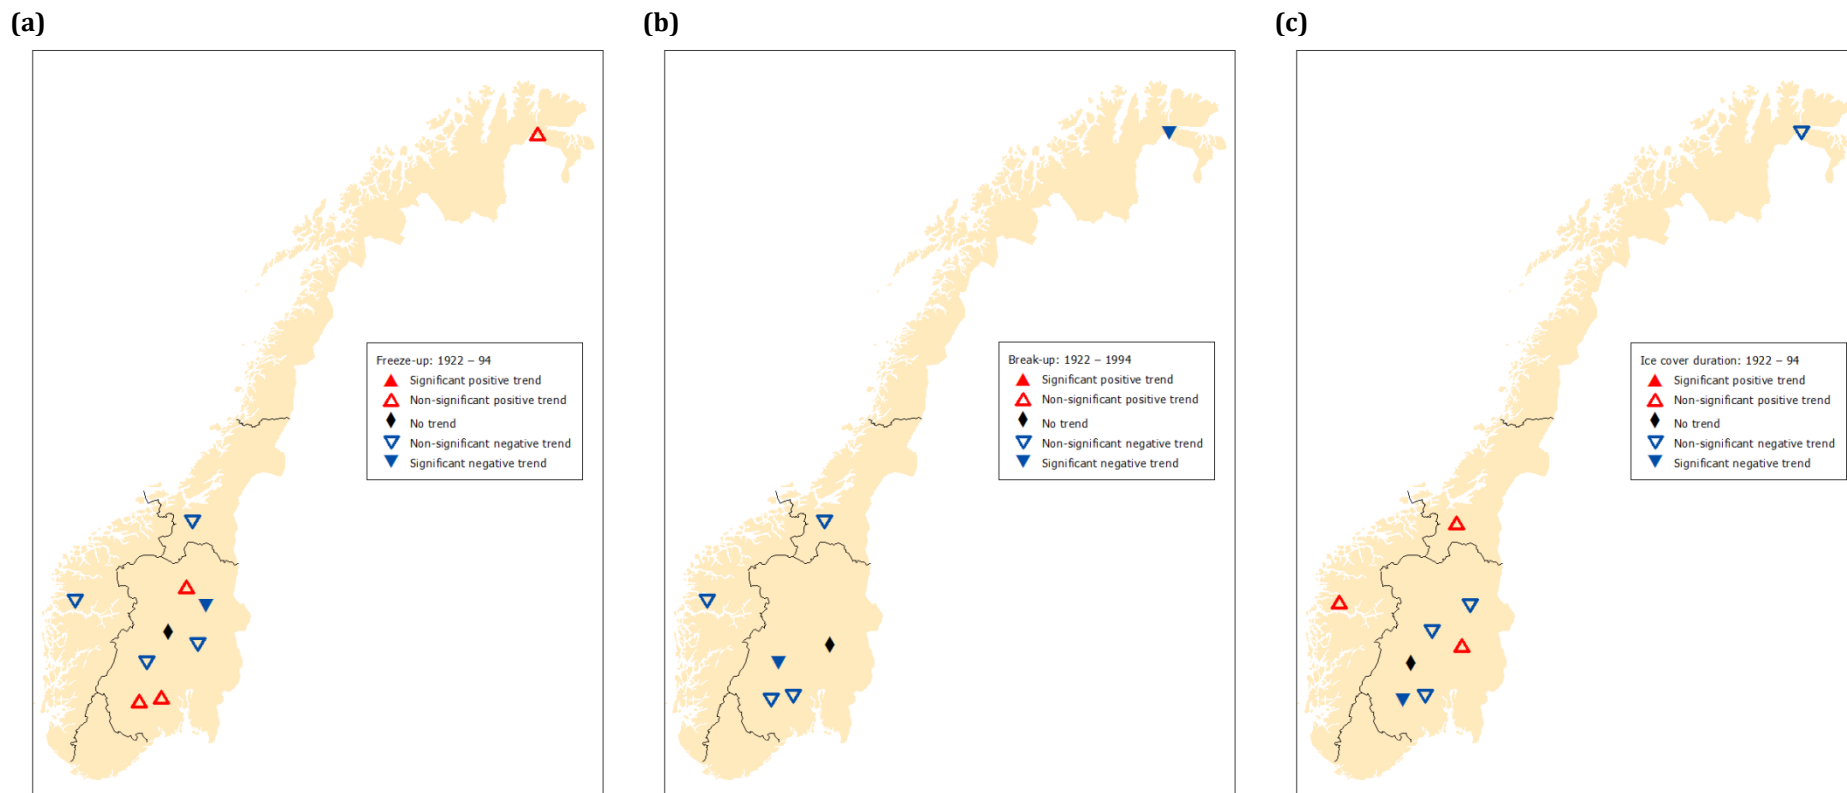 (a)
Freeze-up: 1922 – 94
Significant positive trend
Non-significant positive trend
No trend
Non-significant negative trend
Significant negative trend
(b)
Break-up: 1922 – 1994
Significant positive trend
Non-significant positive trend
No trend
Non-significant negative trend
Significant negative trend
(c)
Ice cover duration: 1922 – 94
Significant positive trend
Non-significant positive trend
No trend
Non-significant negative trend
Significant negative trend